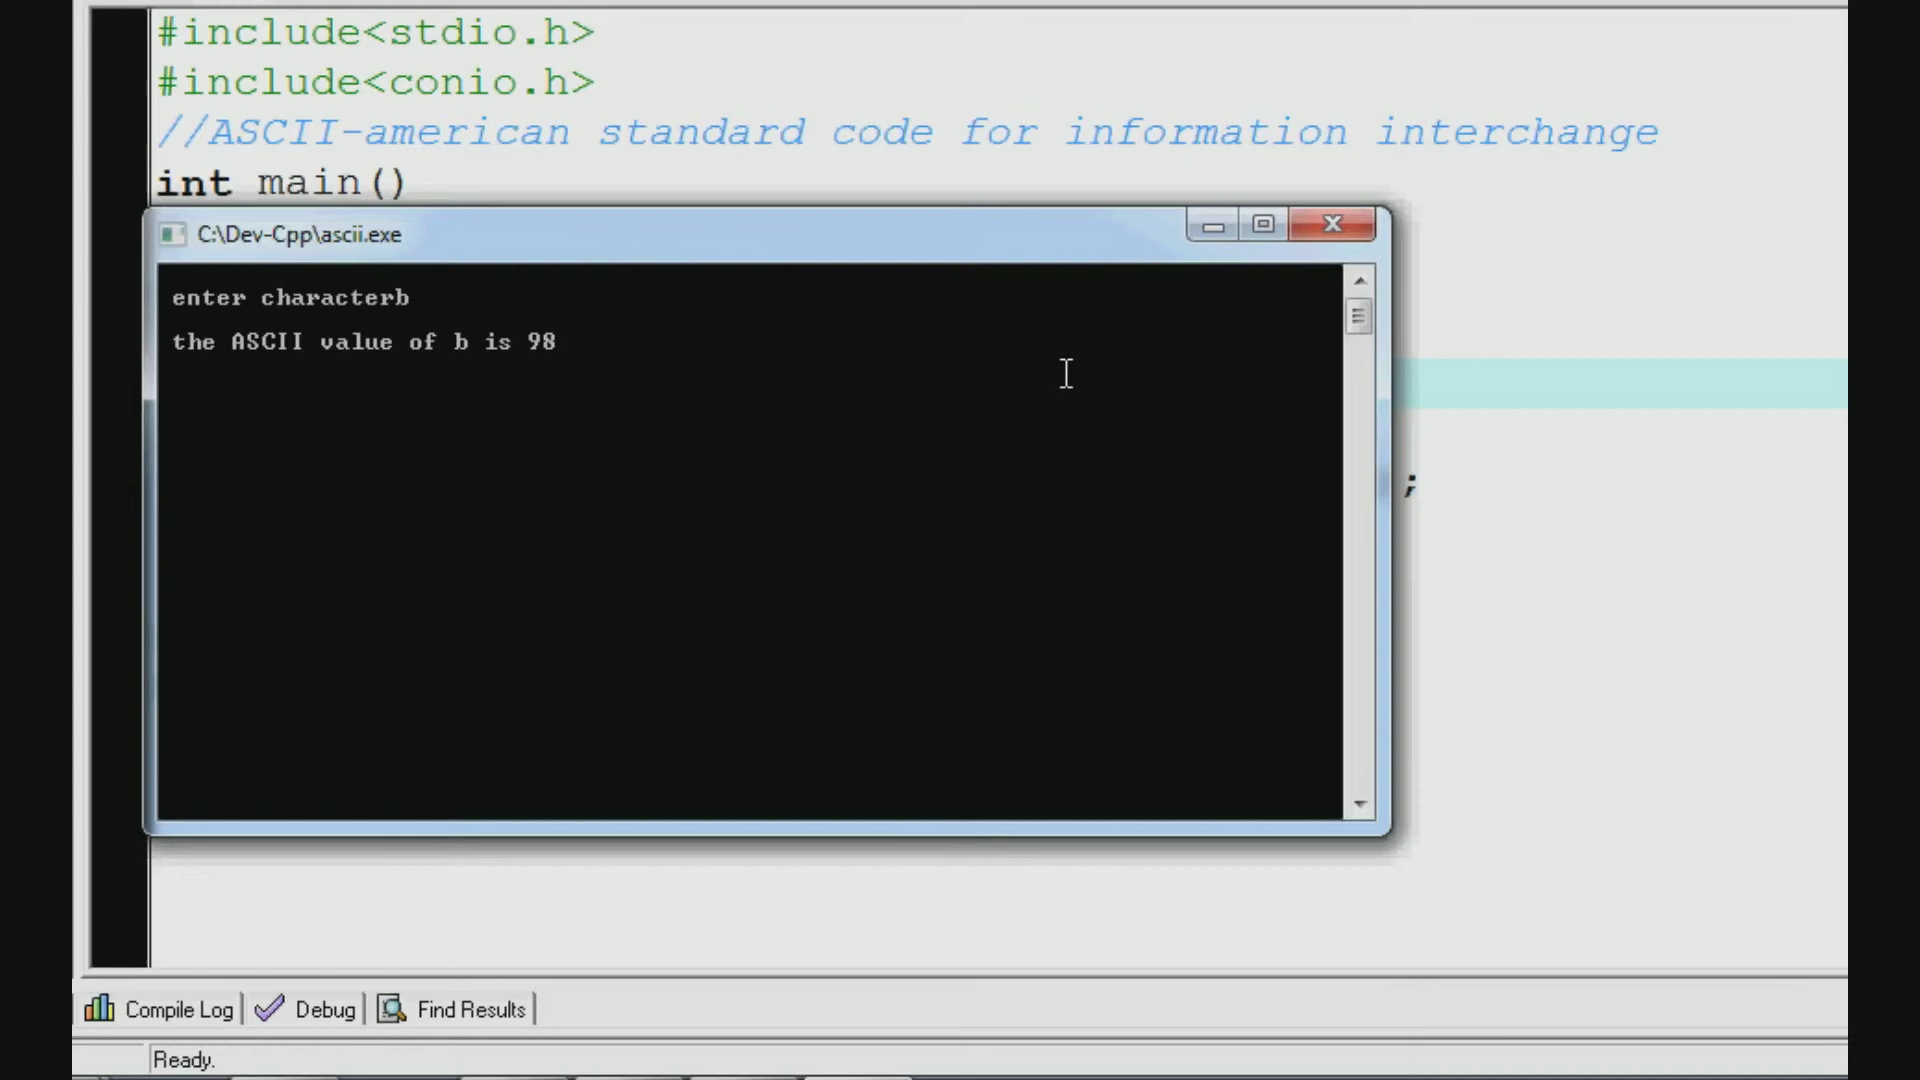 #include<stdio.h>
#include<conio.h>
//ASCII-american standard code for information interchange
int main()
C:\Dev-Cpp\ascii.exe
enter characterb
the ASCII value of b is 98
;
Compile Log
Debug
Find Results
Ready.